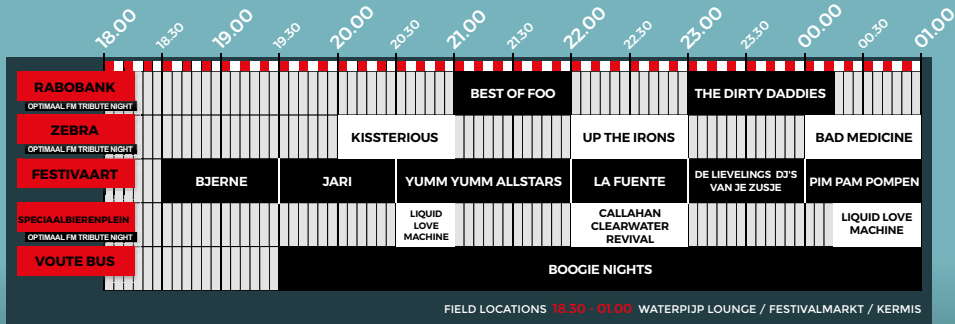 18.00 18.30 19.00 19.30 20.00 20.30 21.00 21.30 22.00 22.30 23.00 23.30 00.00 00.30 01.00
RABOBANK
OPTIMAAL FM TRIBUTE NIGHT
BEST OF FOO
THE DIRTY DADDIES
ZEBRA
OPTIMAAL FM TRIBUTE NIGHT
KISSTERIOUS
UP THE IRONS
BAD MEDICINE
FESTIVAART
BJERNE
JARI
YUMM YUMM ALLSTARS
LA FUENTE
DE LIEVELINGS DJ'S
VAN JE ZUSJE
PIM PAM POMPEN
SPECIAALBIERENPLEIN
OPTIMAAL FM TRIBUTE NIGHT
LIQUID
LOVE
MACHINE
CALLAHAN
CLEARWATER
REVIVAL
LIQUID LOVE
MACHINE
VOUTE BUS
BOOGIE NIGHTS
FIELD LOCATIONS 18.30 - 01.00 WATERPIJP LOUNGE / FESTIVALMARKT / KERMIS